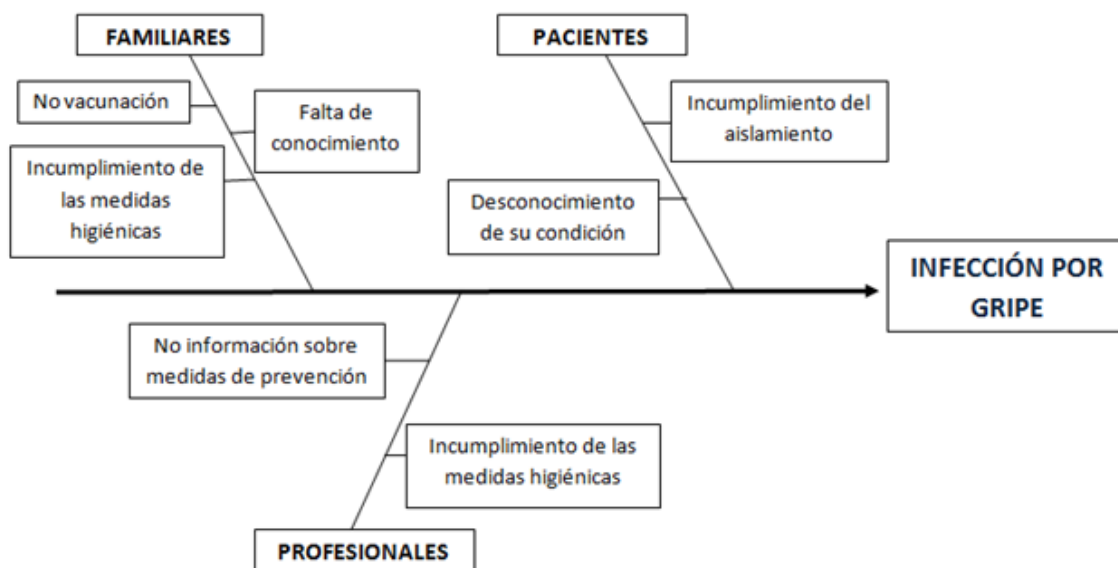 FAMILIARES
PACIENTES
No vacunación
Falta de
conocimiento
Incumplimiento de
las medidas
higiénicas
Incumplimiento del
aislamiento
Desconocimiento
de su condición
INFECCIÓN POR
GRIPE
No información sobre
medidas de prevención
Incumplimiento de las
medidas higiénicas
PROFESIONALES